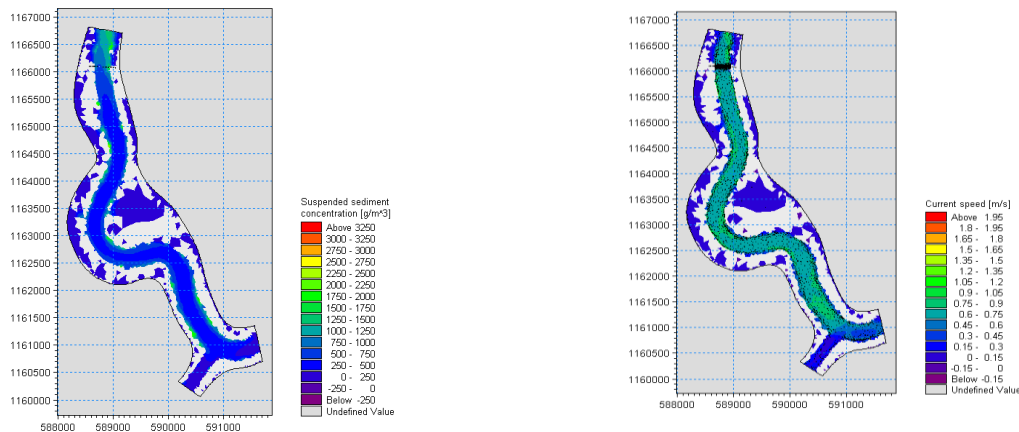 1167000
1166500
1166000
1165500
1165000
1164500
1164000
1163500
1163000
1162500
1162000
1161500
1161000
1160500
1160000
588000 589000 590000 591000
Suspended sediment
concentration [g/m^3]
Above 3250
3000 - 3250
2750 - 3000
2500 - 2750
2250 - 2500
2000 - 2250
1750 - 2000
1500 - 1750
1250 - 1500
1000 - 1250
750 - 1000
500 - 750
250 - 500
0 - 250
-250 - 0
Below -250
Undefined Value
1167000
1166500
1166000
1165500
1165000
1164500
1164000
1163500
1163000
1162500
1162000
1161500
1161000
1160500
1160000
588000 589000 590000 591000
Current speed [m/s]
Above 1.95
1.8 - 1.95
1.65 - 1.8
1.5 - 1.65
1.35 - 1.5
1.2 - 1.35
1.05 - 1.2
0.9 - 1.05
0.75 - 0.9
0.6 - 0.75
0.45 - 0.6
0.3 - 0.45
0.15 - 0.3
0 - 0.15
-0.15 - 0
Below -0.15
Undefined Value